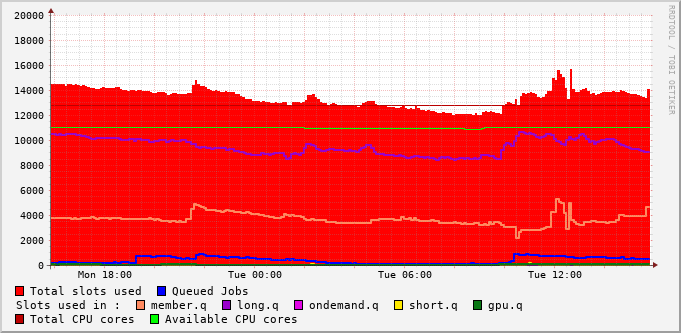 20000
18000
16000
14000
12000
10000
8000
6000
4000
2000
0
Mon 18:00 Tue 00:00 Tue 06:00 Tue 12:00
RRDTOOL / TOBI OETIKER
Total slots used Queued Jobs
Slots used in : member.q long.q ondemand.q short.q gpu.q
Total CPU cores Available CPU cores